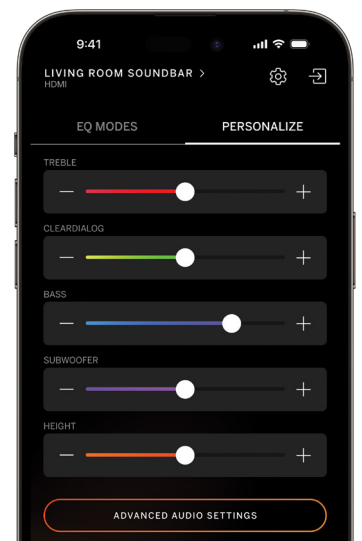 9:41
LIVING ROOM SOUNDBAR >
HDMI
EQ MODES
PERSONALIZE
TREBLE
CLEARDIALOG
BASS
SUBWOOFER
HEIGHT
ADVANCED AUDIO SETTINGS